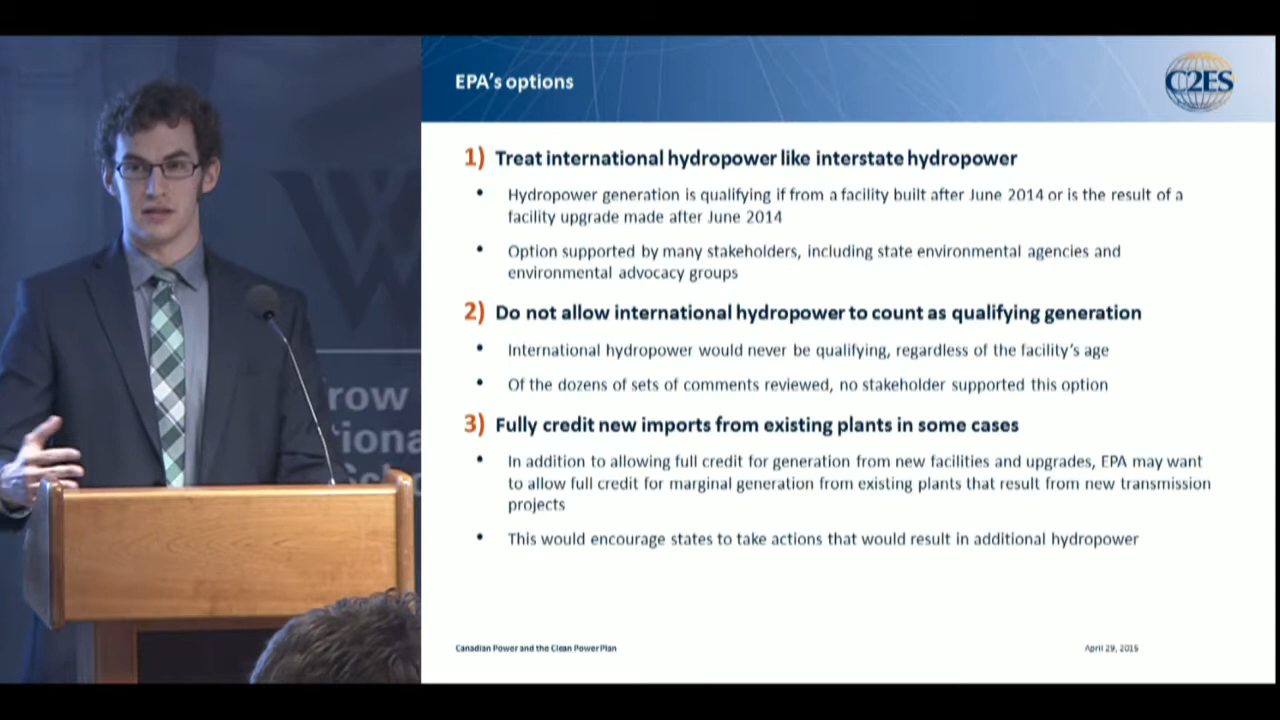 EPA's options
C2ES
1) Treat international hydropower like interstate hydropower
• Hydropower generation is qualifying if from a facility built after June 2014 or is the result of a
facility upgrade made after June 2014
• Option supported by many stakeholders, including state environmental agencies and
environmental advocacy groups
2) Do not allow international hydropower to count as qualifying generation
• International hydropower would never be qualifying, regardless of the facility's age
• Of the dozens of sets of comments reviewed, no stakeholder supported this option
3) Fully credit new imports from existing plants in some cases
• In addition to allowing full credit for generation from new facilities and upgrades, EPA may want
to allow full credit for marginal generation from existing plants that result from new transmission
projects
• This would encourage states to take actions that would result in additional hydropower
Canadian Power and the Clean Power Plan
April 29, 2015
W
row
iona